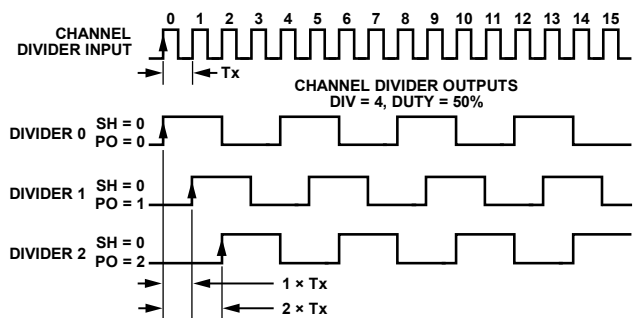 0 1 2 3 4 5 6 7 8 9 10 11 12 13 14 15
CHANNEL
DIVIDER INPUT
Tx
CHANNEL DIVIDER OUTPUTS
DIV = 4, DUTY = 50%
DIVIDER 0
SH = 0
PO = 0
DIVIDER 1
SH = 0
PO = 1
DIVIDER 2
SH = 0
PO = 2
1 × Tx
2 × Tx